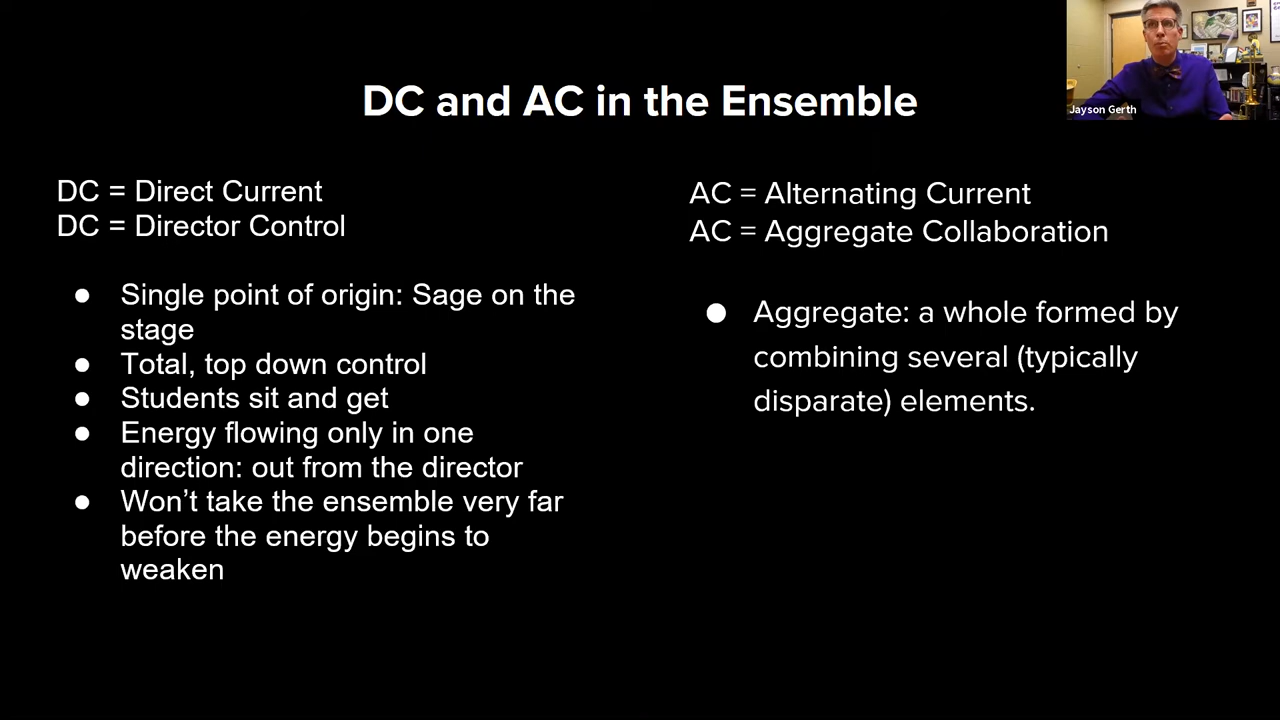 Jayson Gerth
DC and AC in the Ensemble
DC = Direct Current
DC = Director Control
● Single point of origin: Sage on the
stage
● Total, top down control
● Students sit and get
● Energy flowing only in one
direction: out from the director
● Won’t take the ensemble very far
before the energy begins to
weaken
AC = Alternating Current
AC = Aggregate Collaboration
● Aggregate: a whole formed by
combining several (typically
disparate) elements.